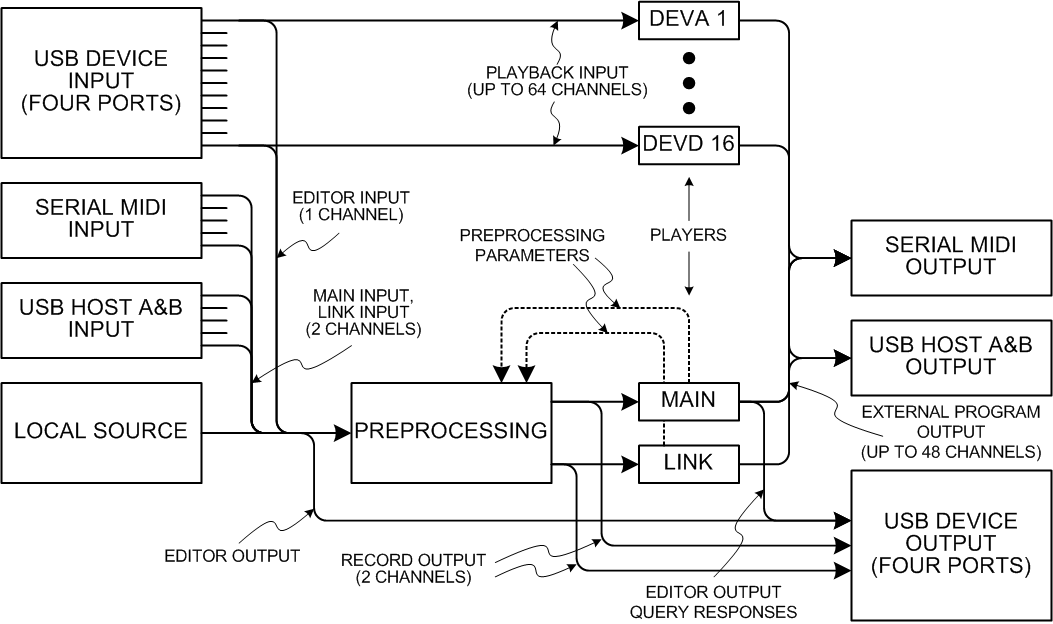 USB DEVICE
INPUT
(FOUR PORTS)
DEVA 1
PLAYBACK INPUT
(UP TO 64 CHANNELS)
DEVD 16
SERIAL MIDI
INPUT
EDITOR INPUT
(1 CHANNEL)
PREPROCESSING
PARAMETERS
PLAYERS
SERIAL MIDI
OUTPUT
USB HOST A&B
INPUT
MAIN INPUT,
LINK INPUT
(2 CHANNELS)
USB HOST A&B
OUTPUT
LOCAL SOURCE
PREPROCESSING
MAIN
LINK
EXTERNAL PROGRAM
OUTPUT
(UP TO 48 CHANNELS)
EDITOR OUTPUT
RECORD OUTPUT
(2 CHANNELS)
EDITOR OUTPUT
QUERY RESPONSES
USB DEVICE
OUTPUT
(FOUR PORTS)